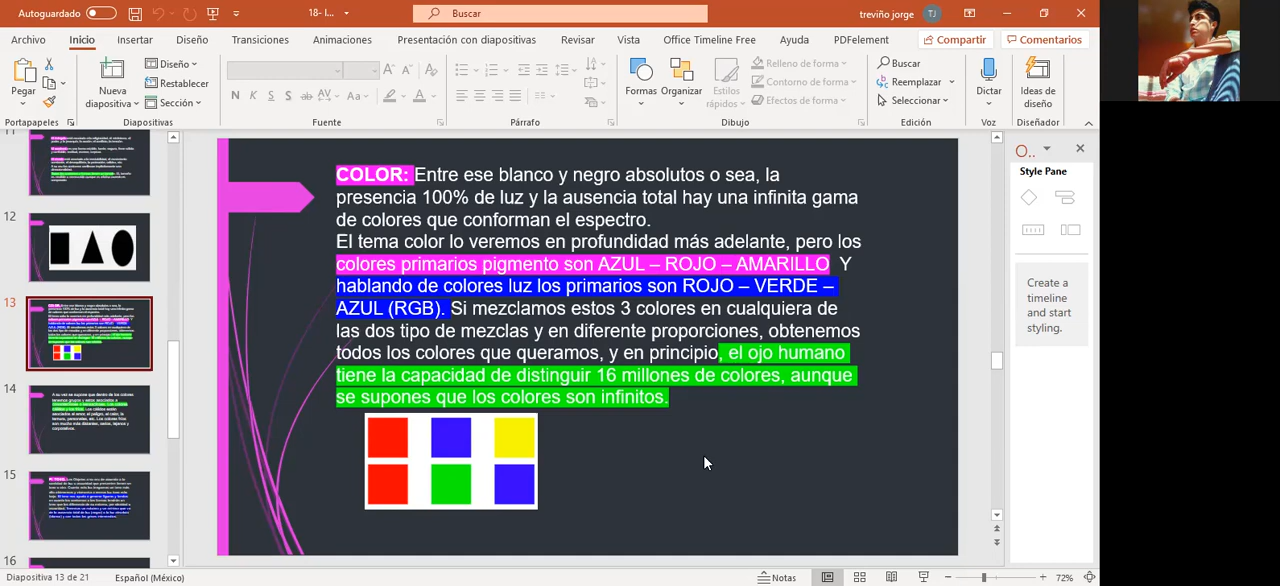 Autoguardado
18- I...
Buscar
treviño jorge
TJ
Archivo
Inicio
Insertar
Diseño
Transiciones
Animaciones
Presentación con diapositivas
Revisar
Vista
Office Timeline Free
Ayuda
PDFelement
Compartir
Comentarios
Pegar
Nueva
diapositiva
Diseño
Restablecer
Sección
N K S S ab AV Aa A
Formas
Organizar
Estilos
rápidos
Relleno de forma
Contorno de forma
Efectos de forma
Buscar
Reemplazar
Seleccionar
Dictar
Ideas de
diseño
Portapapeles
Diapositivas
Fuente
Párrafo
Dibujo
Edición
Voz
Diseñador
12
13
14
15
16
COLOR: Entre ese blanco y negro absolutos o sea, la
presencia 100% de luz y la ausencia total hay una infinita gama
de colores que conforman el espectro.
El tema color lo veremos en profundidad más adelante, pero los
colores primarios pigmento son AZUL – ROJO – AMARILLO Y
hablando de colores luz los primarios son ROJO – VERDE –
AZUL (RGB). Si mezclamos estos 3 colores en cualquiera de
las dos tipo de mezclas y en diferente proporciones, obtenemos
todos los colores que queramos, y en principio, el ojo humano
tiene la capacidad de distinguir 16 millones de colores, aunque
se supones que los colores son infinitos.
O...
Style Pane
Create a
timeline
and start
styling.
Diapositiva 13 de 21
Español (México)
Notas
72%